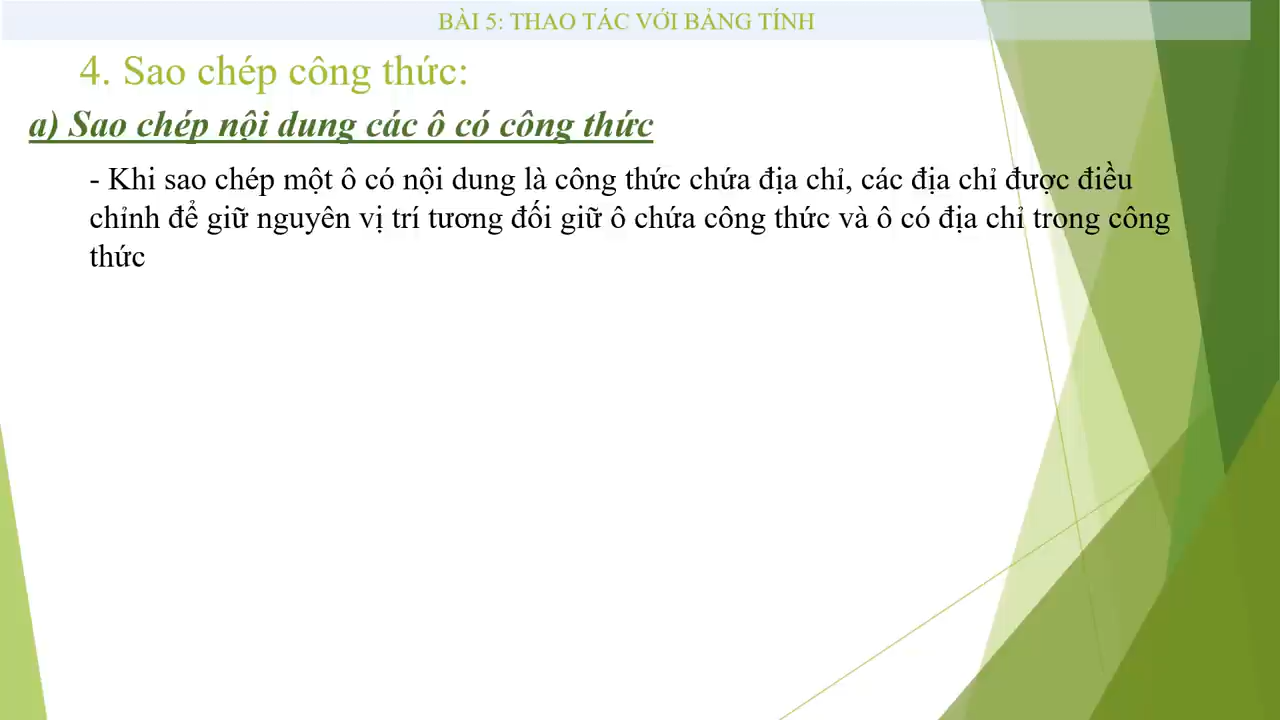 BÀI 5: THAO TÁC VỚI BẢNG TÍNH
4. Sao chép công thức:
a) Sao chép nội dung các ô có công thức
- Khi sao chép một ô có nội dung là công thức chứa địa chỉ, các địa chỉ được điều
chỉnh để giữ nguyên vị trí tương đối giữ ô chứa công thức và ô có địa chỉ trong công
thức